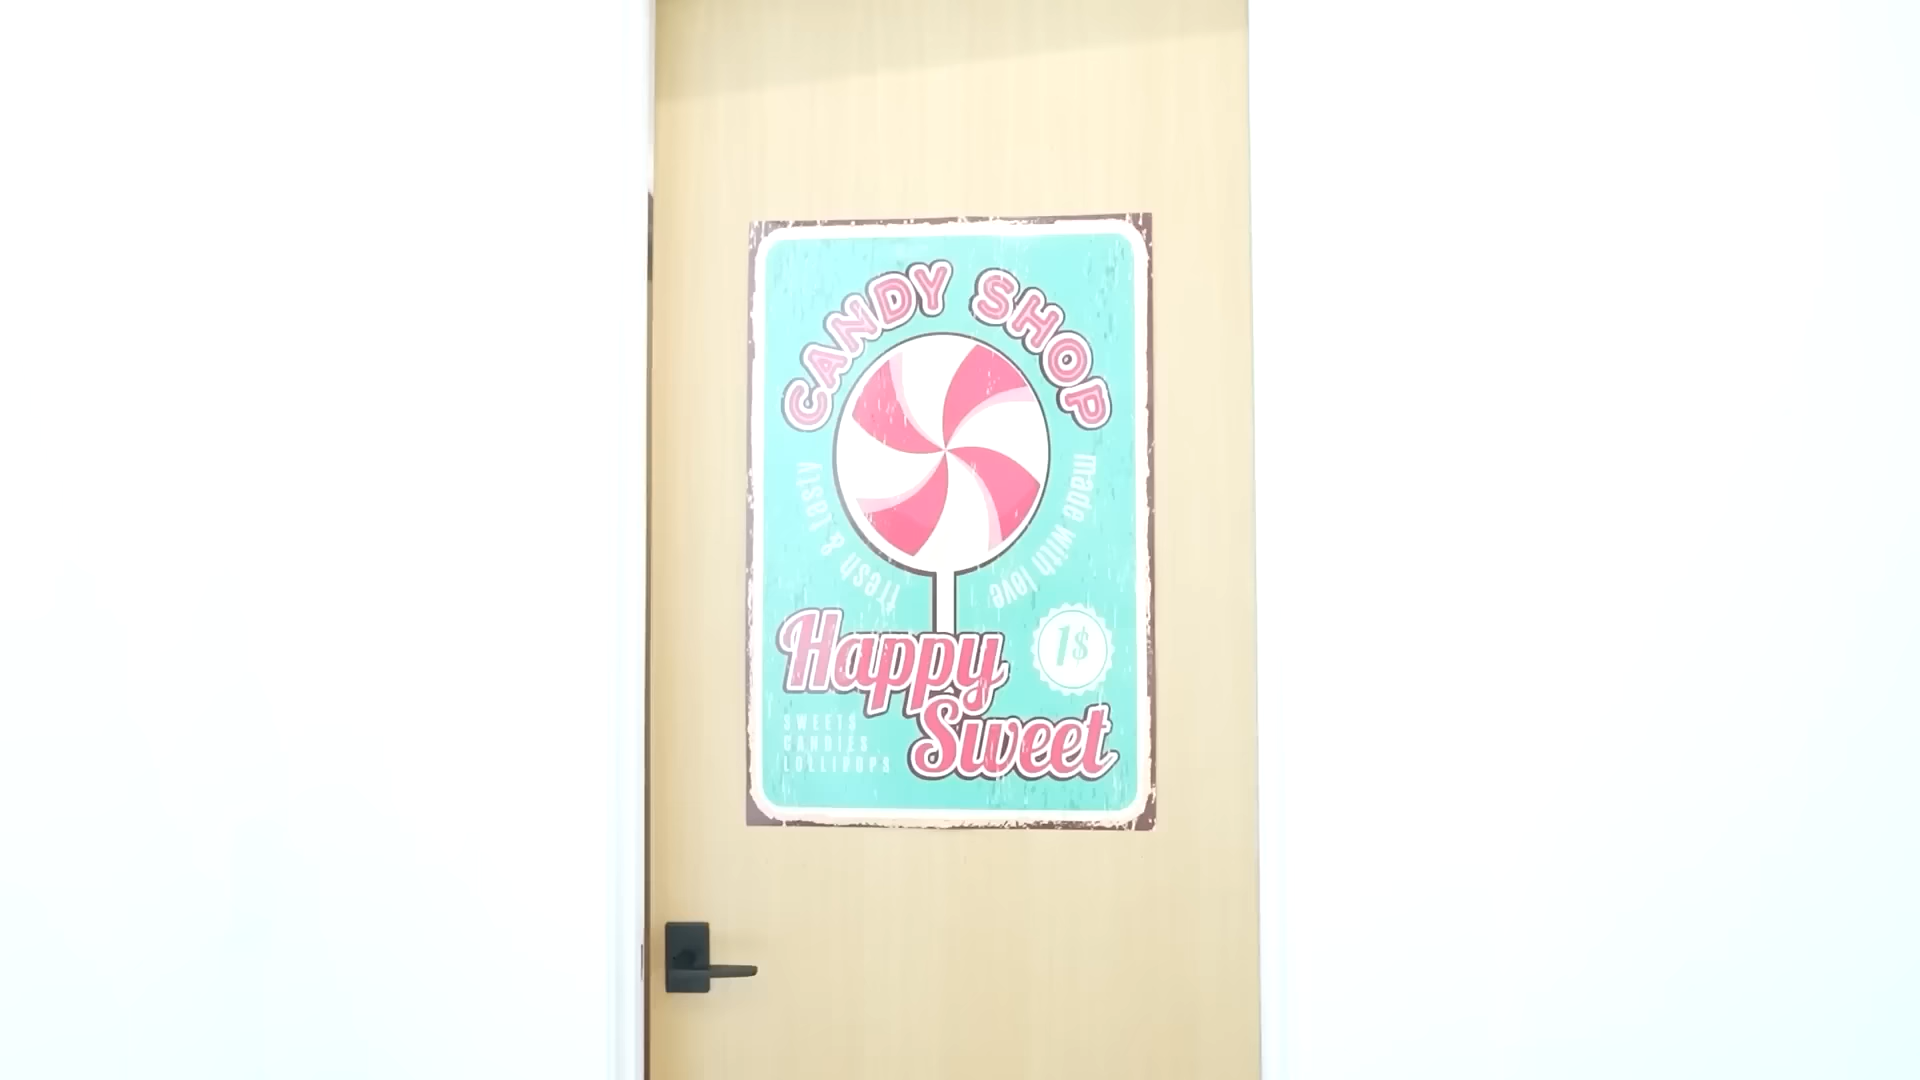 CANDY SHOP
fresh & tasty
made with love
Happy
Sweet
1$
SWEETS
CANDIES
LOLLIPOPS